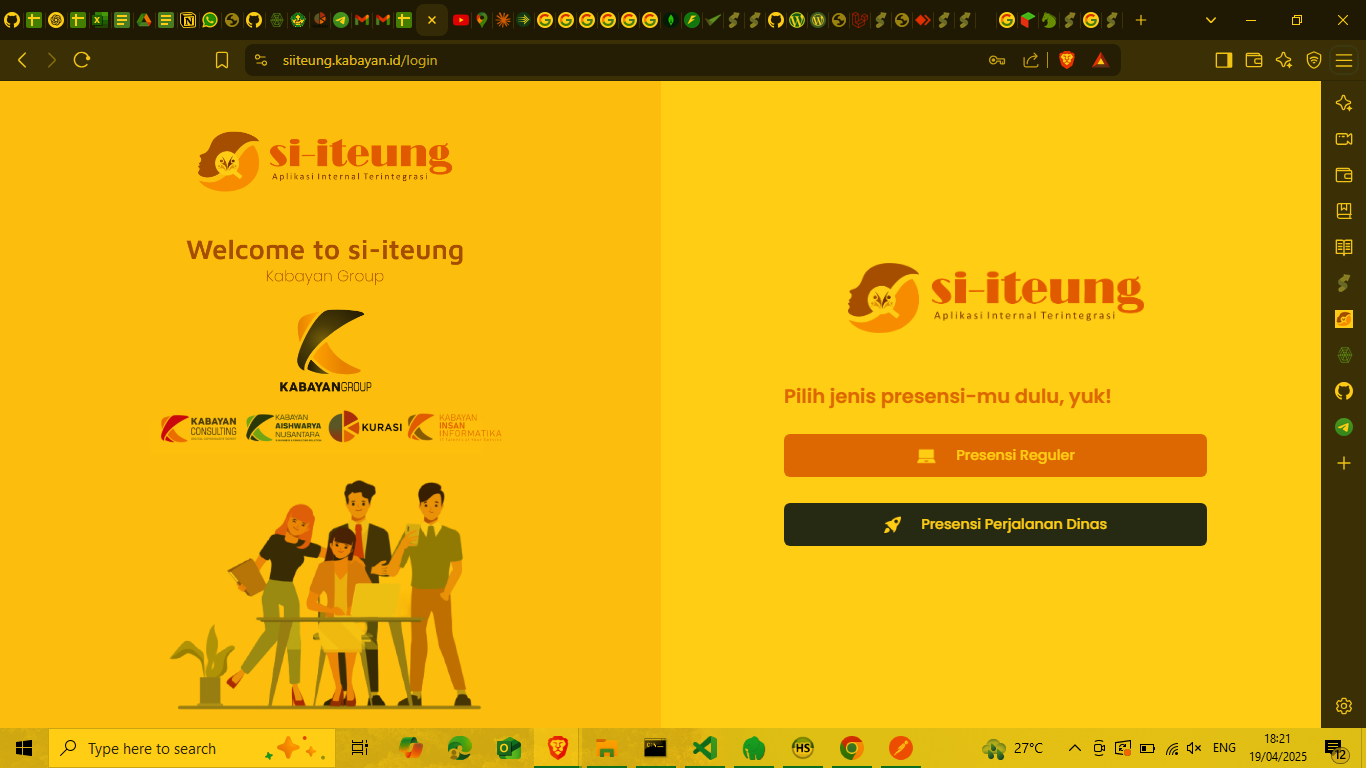 siiteung.kabayan.id/login
si-iteung
Aplikasi Internal Terintegrasi
Welcome to si-iteung
Kabayan Group
KABAYANGROUP
KABAYAN
CONSULTING
KABAYAN
AISHWARYA
NUSANTARA
KURASI
KABAYAN
INSAN
INFORMATIKA
si-iteung
Aplikasi Internal Terintegrasi
Pilih jenis presensi-mu dulu, yuk!
Presensi Reguler
Presensi Perjalanan Dinas
Type here to search
HS
27°C
ENG
18:21
19/04/2025
12